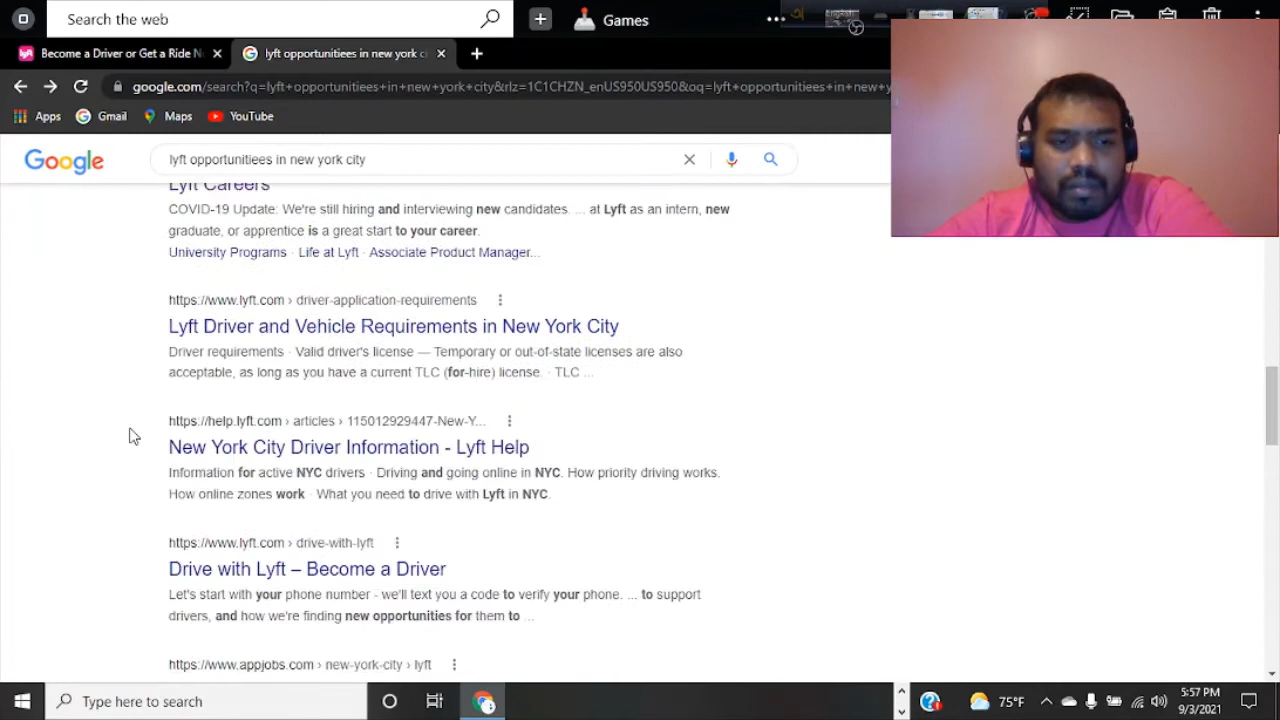 Search the web
Games
English
Become a Driver or Get a Ride N
lyft opportunitiees in new york c
google.com/search?q=lyft+opportunitiees+in+new+york+city&rlz=1C1CHZN_enUS950US950&oq=lyft+opportunitiees+in+new+y
Apps
Gmail
Maps
YouTube
Google
lyft opportunitiees in new york city
Lyft Careers
COVID-19 Update: We're still hiring and interviewing new candidates. ... at Lyft as an intern, new
graduate, or apprentice is a great start to your career.
University Programs · Life at Lyft · Associate Product Manager...
https://www.lyft.com › driver-application-requirements
Lyft Driver and Vehicle Requirements in New York City
Driver requirements · Valid driver's license — Temporary or out-of-state licenses are also
acceptable, as long as you have a current TLC (for-hire) license. · TLC ...
https://help.lyft.com › articles › 115012929447-New-Y...
New York City Driver Information - Lyft Help
Information for active NYC drivers · Driving and going online in NYC. How priority driving works.
How online zones work · What you need to drive with Lyft in NYC.
https://www.lyft.com › drive-with-lyft
Drive with Lyft – Become a Driver
Let's start with your phone number - we'll text you a code to verify your phone. ... to support
drivers, and how we're finding new opportunities for them to ...
https://www.appjobs.com › new-york-city › lyft
Type here to search
75°F
5:57 PM
9/3/2021